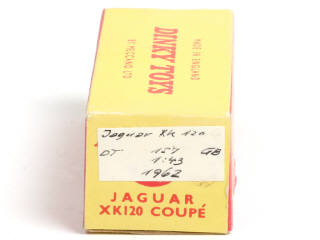 MADE IN ENGLAND
DINKY TOYS
BY MECCANO LTD
Jaguar XK 120
DT 157 GB
1:43
1962
JAGUAR
XK120 COUPÉ